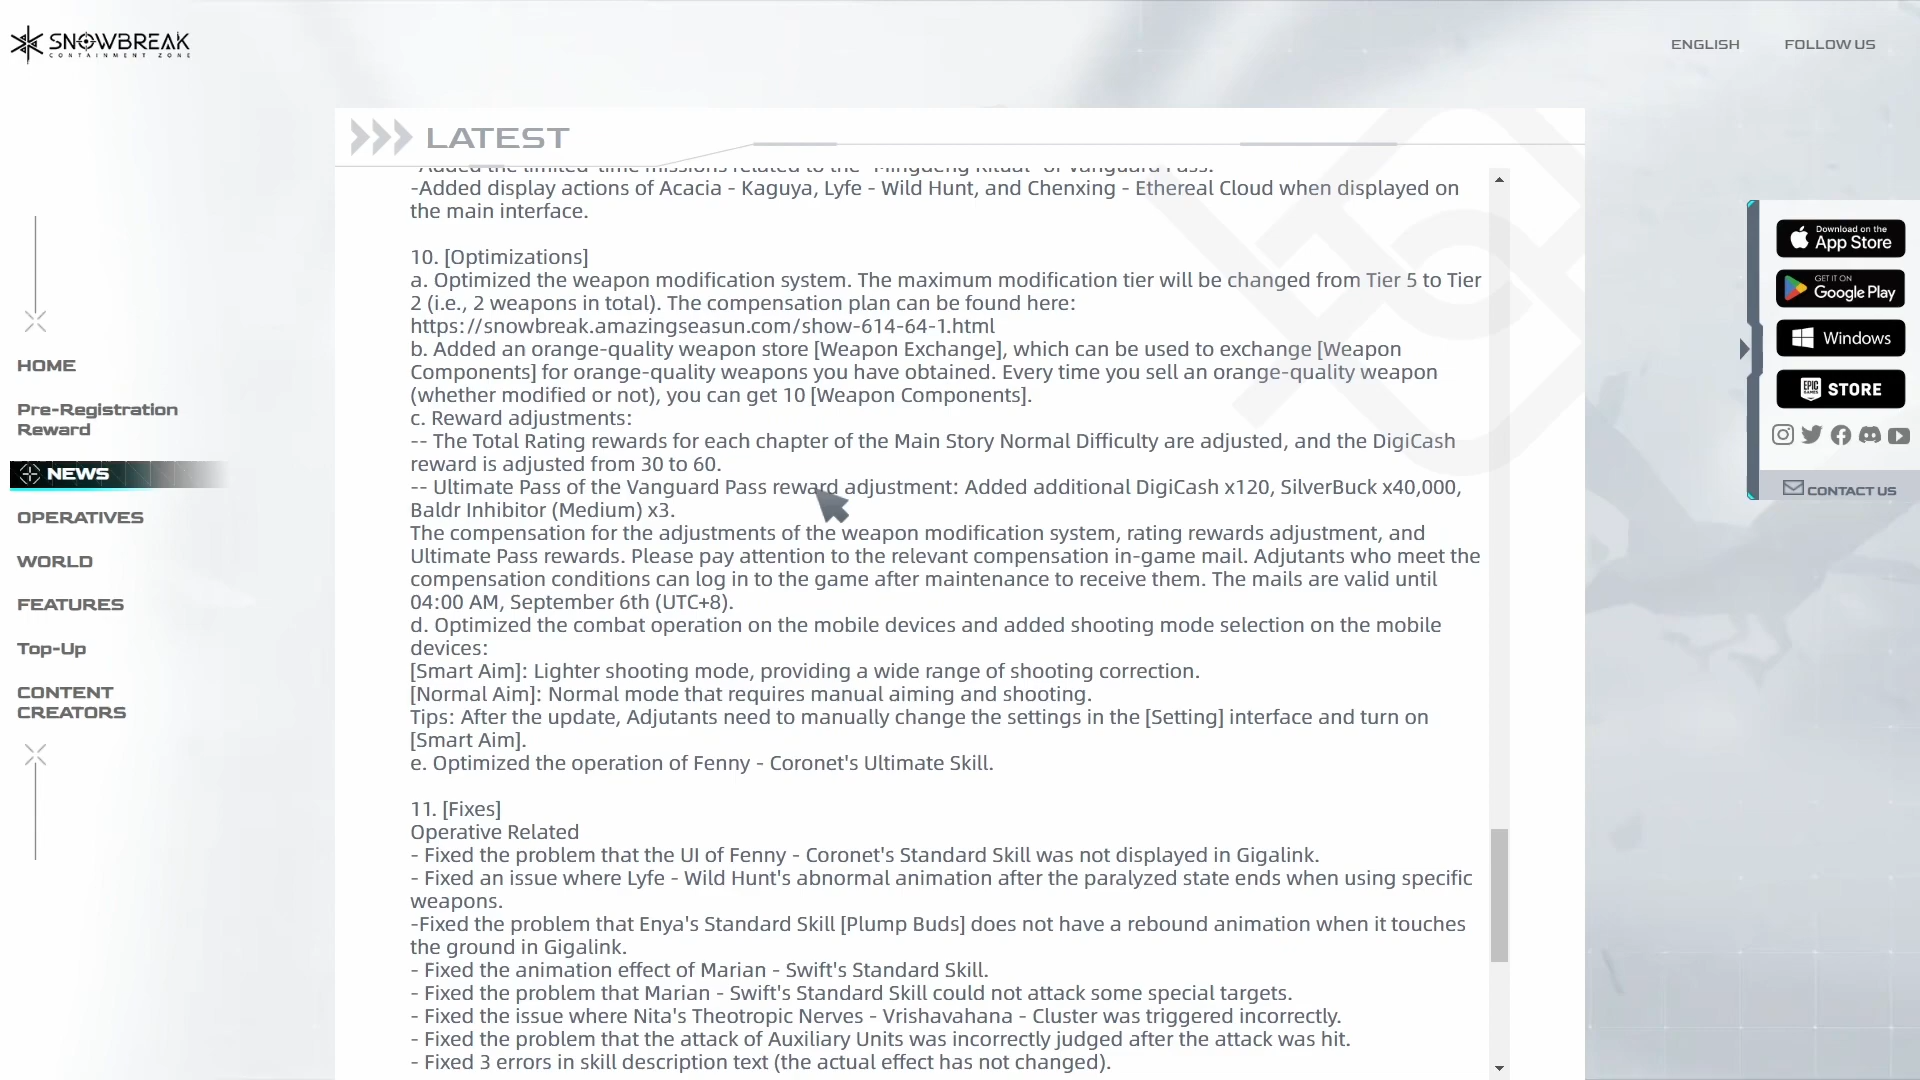 SNOWBREAK
CONTAINMENT ZONE
ENGLISH
FOLLOW US
LATEST
-Added the limited-time missions related to the "Mingdeng Ritual" of Vanguard Pass.
-Added display actions of Acacia - Kaguya, Lyfe - Wild Hunt, and Chenxing - Ethereal Cloud when displayed on
the main interface.
10. [Optimizations]
a. Optimized the weapon modification system. The maximum modification tier will be changed from Tier 5 to Tier
2 (i.e., 2 weapons in total). The compensation plan can be found here:
https://snowbreak.amazingseasun.com/show-614-64-1.html
b. Added an orange-quality weapon store [Weapon Exchange], which can be used to exchange [Weapon
Components] for orange-quality weapons you have obtained. Every time you sell an orange-quality weapon
(whether modified or not), you can get 10 [Weapon Components].
c. Reward adjustments:
-- The Total Rating rewards for each chapter of the Main Story Normal Difficulty are adjusted, and the DigiCash
reward is adjusted from 30 to 60.
-- Ultimate Pass of the Vanguard Pass reward adjustment: Added additional DigiCash x120, SilverBuck x40,000,
Baldr Inhibitor (Medium) x3.
The compensation for the adjustments of the weapon modification system, rating rewards adjustment, and
Ultimate Pass rewards. Please pay attention to the relevant compensation in-game mail. Adjutants who meet the
compensation conditions can log in to the game after maintenance to receive them. The mails are valid until
04:00 AM, September 6th (UTC+8).
d. Optimized the combat operation on the mobile devices and added shooting mode selection on the mobile
devices:
[Smart Aim]: Lighter shooting mode, providing a wide range of shooting correction.
[Normal Aim]: Normal mode that requires manual aiming and shooting.
Tips: After the update, Adjutants need to manually change the settings in the [Setting] interface and turn on
[Smart Aim].
e. Optimized the operation of Fenny - Coronet's Ultimate Skill.
11. [Fixes]
Operative Related
- Fixed the problem that the UI of Fenny - Coronet's Standard Skill was not displayed in Gigalink.
- Fixed an issue where Lyfe - Wild Hunt's abnormal animation after the paralyzed state ends when using specific
weapons.
-Fixed the problem that Enya's Standard Skill [Plump Buds] does not have a rebound animation when it touches
the ground in Gigalink.
- Fixed the animation effect of Marian - Swift's Standard Skill.
- Fixed the problem that Marian - Swift's Standard Skill could not attack some special targets.
- Fixed the issue where Nita's Theotropic Nerves - Vrishavahana - Cluster was triggered incorrectly.
- Fixed the problem that the attack of Auxiliary Units was incorrectly judged after the attack was hit.
- Fixed 3 errors in skill description text (the actual effect has not changed).
HOME
Pre-Registration
Reward
NEWS
OPERATIVES
WORLD
FEATURES
Top-Up
CONTENT
CREATORS
Download on the
App Store
GET IT ON
Google Play
Windows
EPIC
GAMES
STORE
CONTACT US